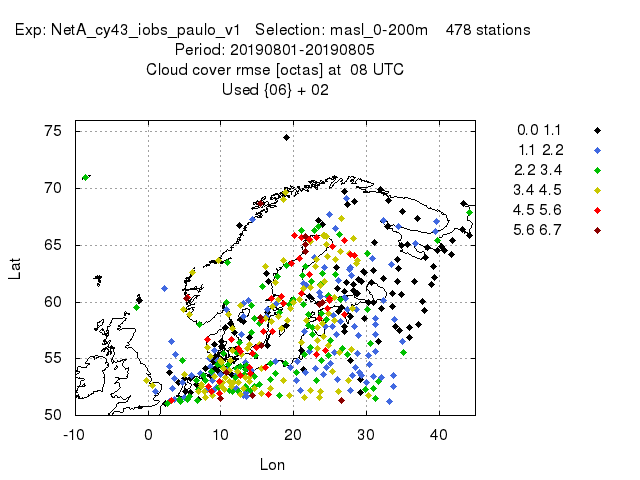 Exp: NetA_cy43_iobs_paulo_v1 Selection: masl_0-200m 478 stations
Period: 20190801-20190805
Cloud cover rmse [octas] at 08 UTC
Used {06} + 02
75
70
65
60
55
50
-10 0 10 20 30 40
Lat
Lon
0.0 1.1
1.1 2.2
2.2 3.4
3.4 4.5
4.5 5.6
5.6 6.7